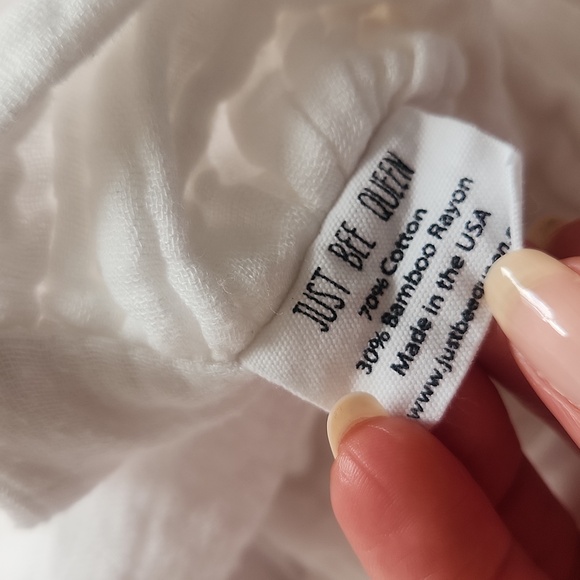 JUST BEE QUEEN
70% Cotton
30% Bamboo Rayon
Made in the USA